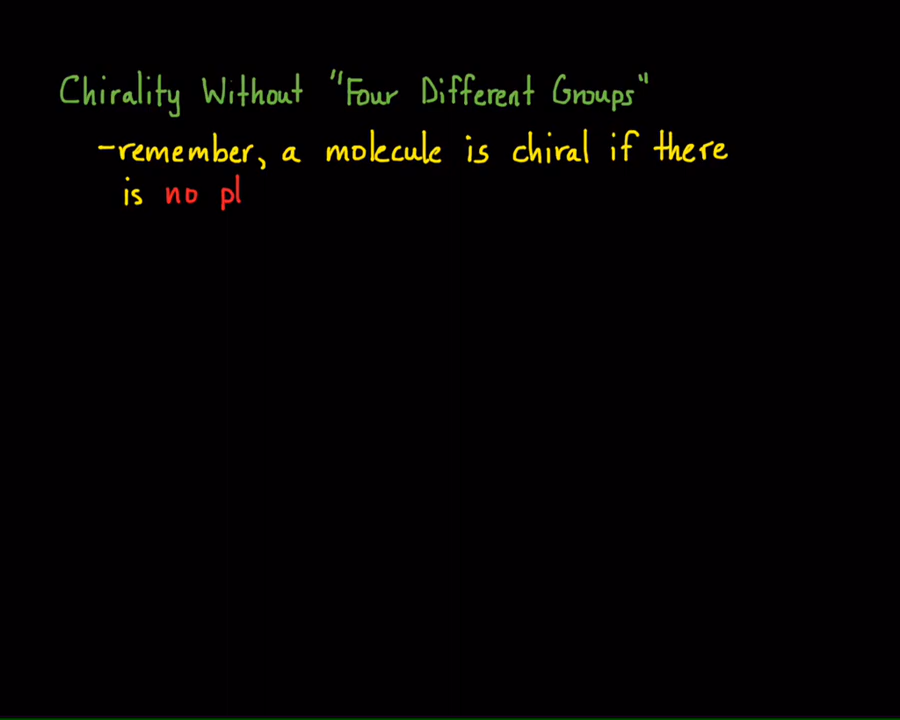 Chirality Without "Four Different Groups"
-remember, a molecule is chiral if there
is no pl